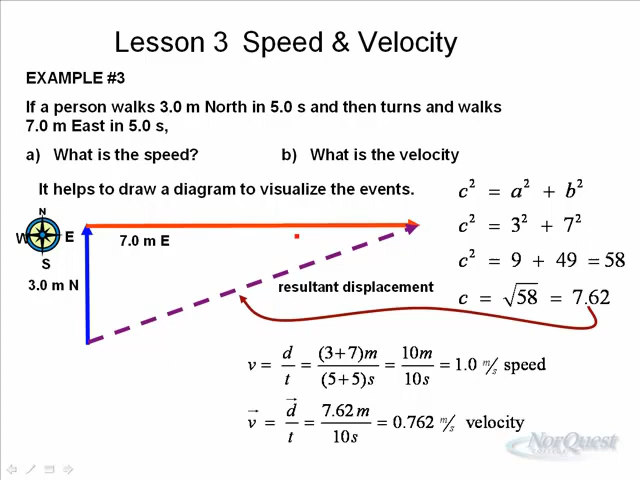 Lesson 3 Speed & Velocity
EXAMPLE #3
If a person walks 3.0 m North in 5.0 s and then turns and walks
7.0 m East in 5.0 s,
a) What is the speed?
b) What is the velocity
It helps to draw a diagram to visualize the events.
N
W
E
S
7.0 m E
3.0 m N
resultant displacement
c² = a² + b²
c² = 3² + 7²
c² = 9 + 49 = 58
c = √58 = 7.62
v = d/t = (3+7)m/(5+5)s = 10m/10s = 1.0 m/s speed
v⃗ = d⃗/t = 7.62 m/10s = 0.762 m/s velocity
NorQuest
COLLEGE